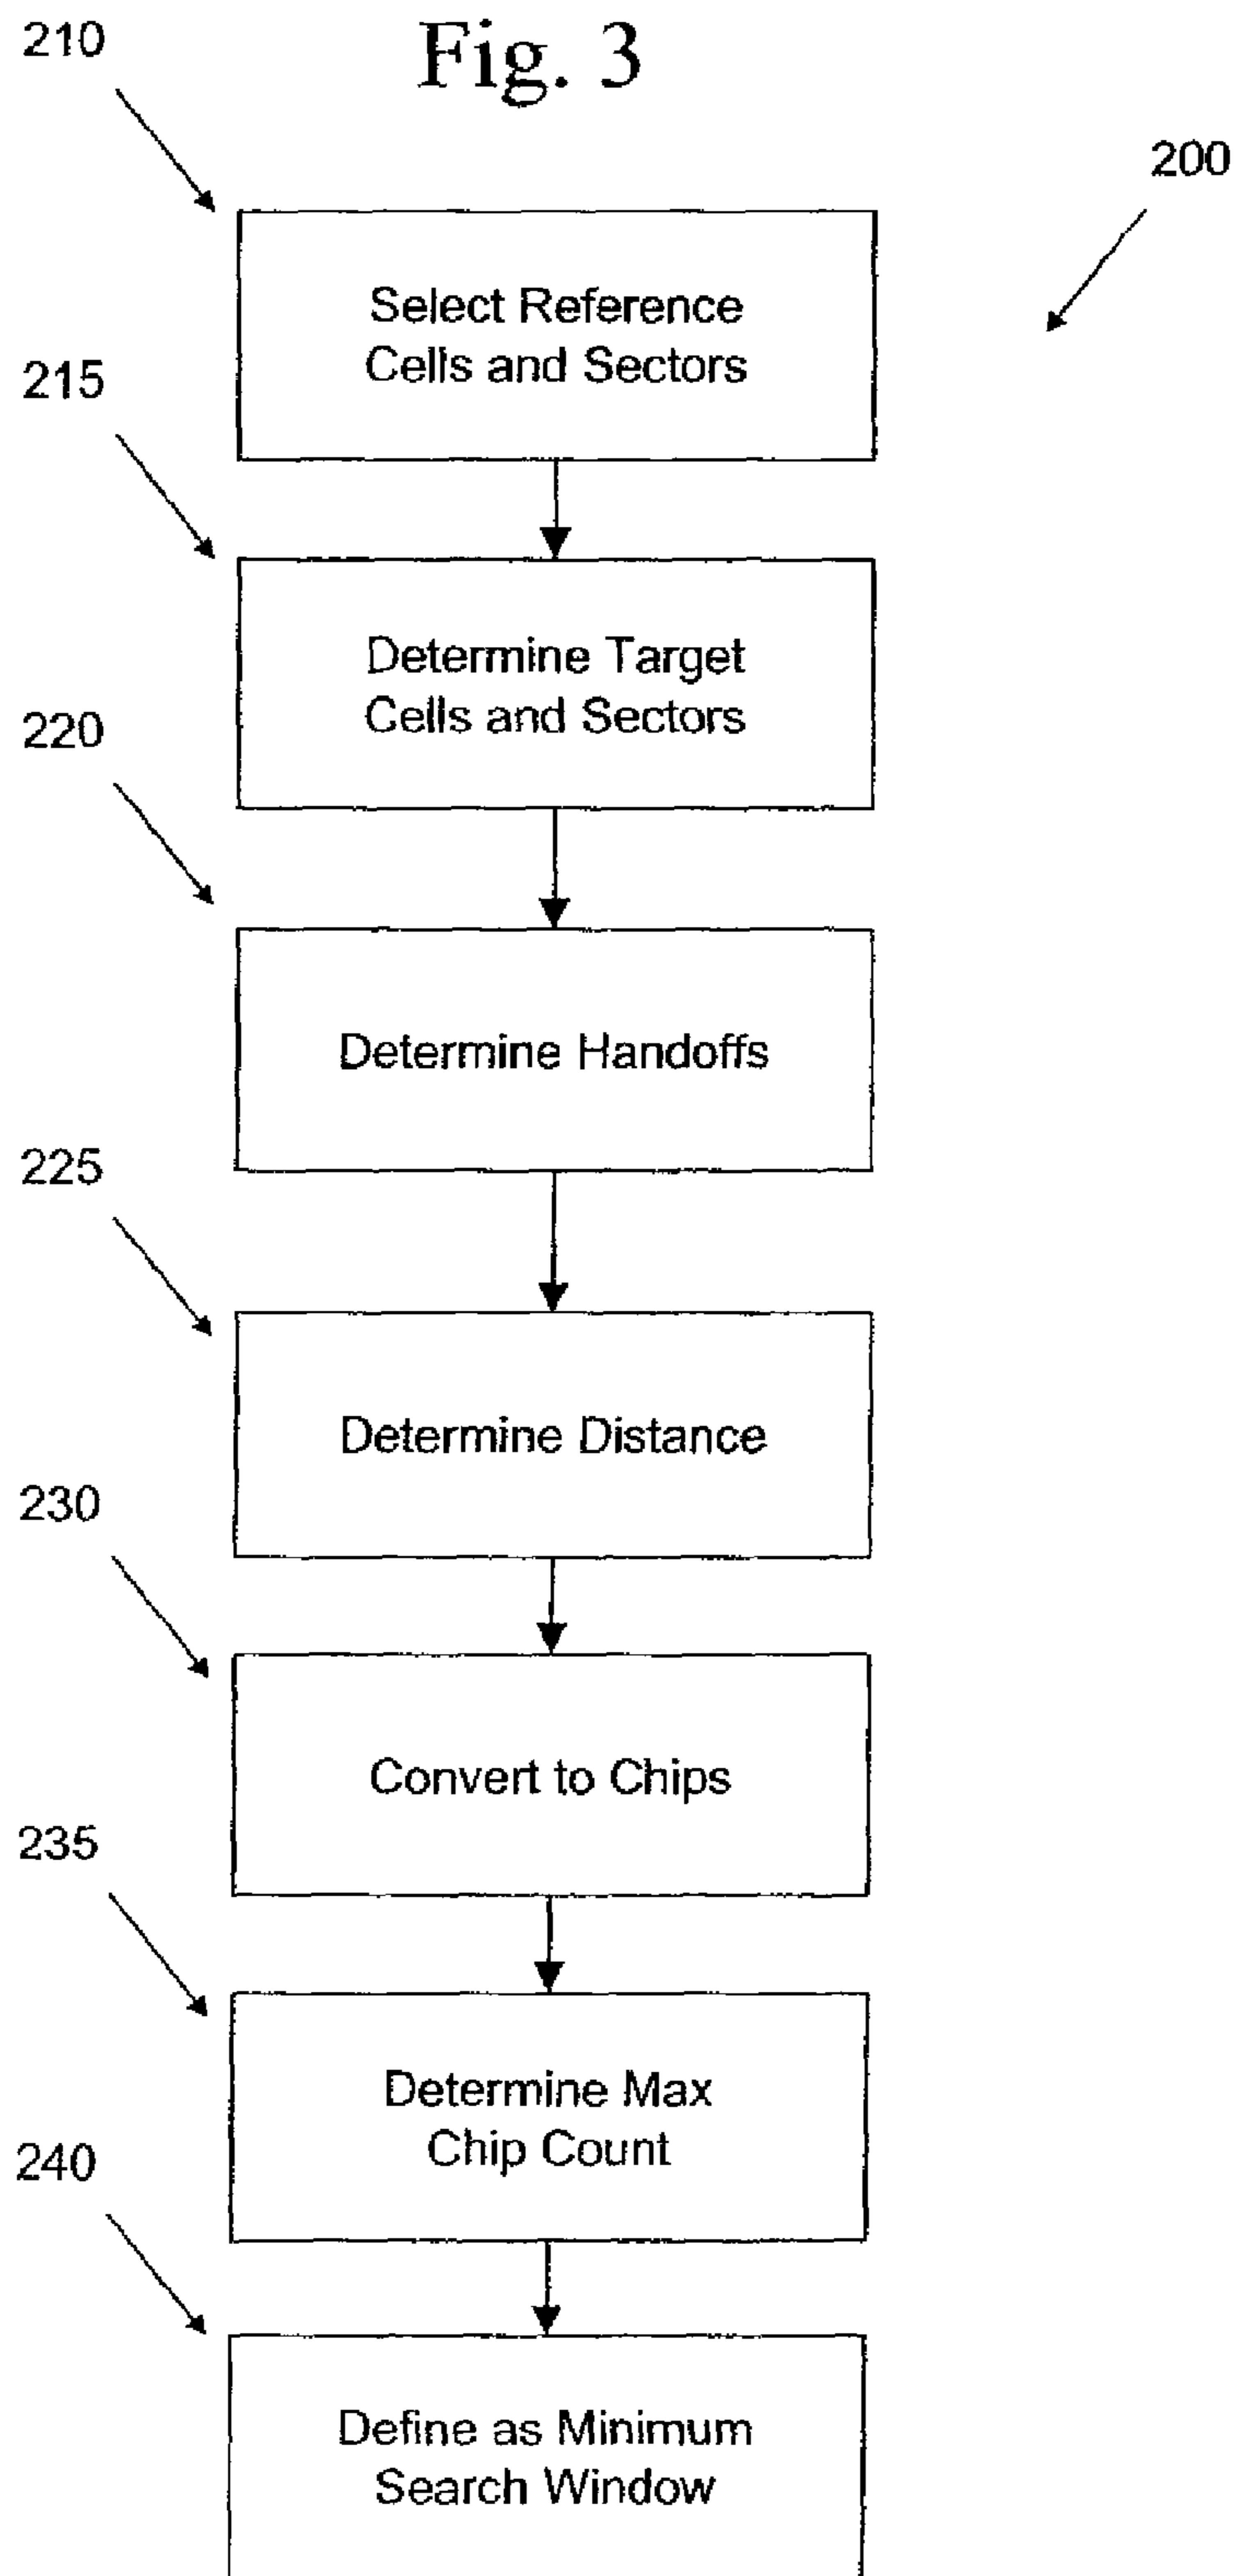 Fig. 3
210
200
Select Reference
Cells and Sectors
215
Determine Target
Cells and Sectors
220
Determine Handoffs
225
Determine Distance
230
Convert to Chips
235
Determine Max
Chip Count
240
Define as Minimum
Search Window